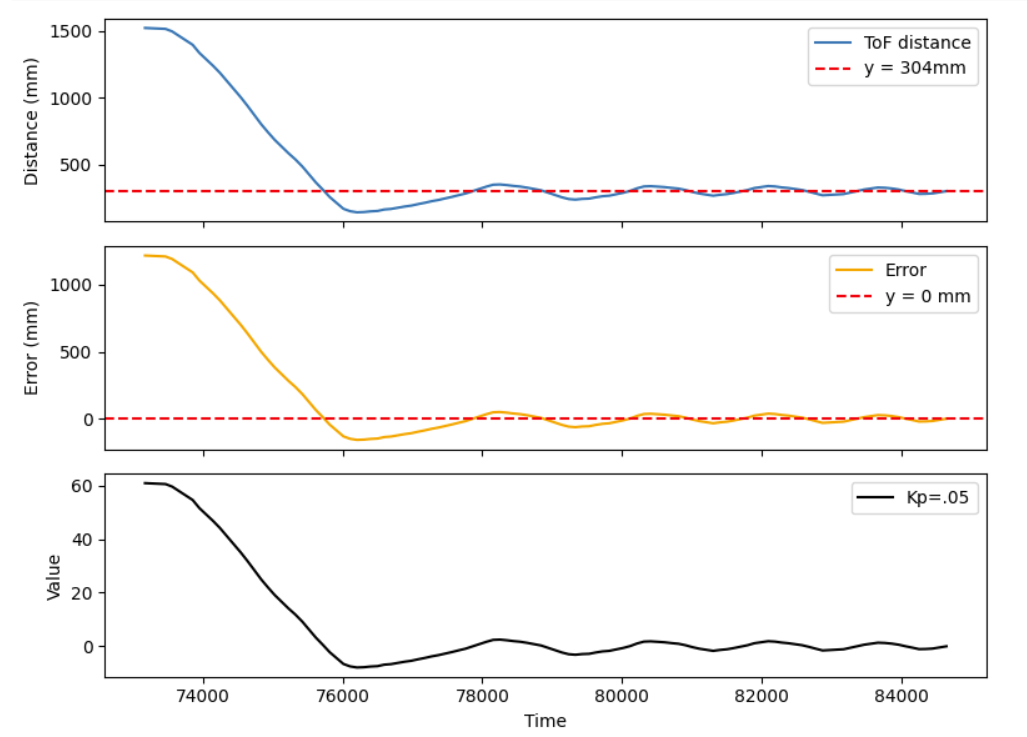 Distance (mm)
1500
1000
500
ToF distance
y = 304mm
Error (mm)
1000
500
0
Error
y = 0 mm
Value
60
40
20
0
Kp=.05
74000 76000 78000 80000 82000 84000
Time